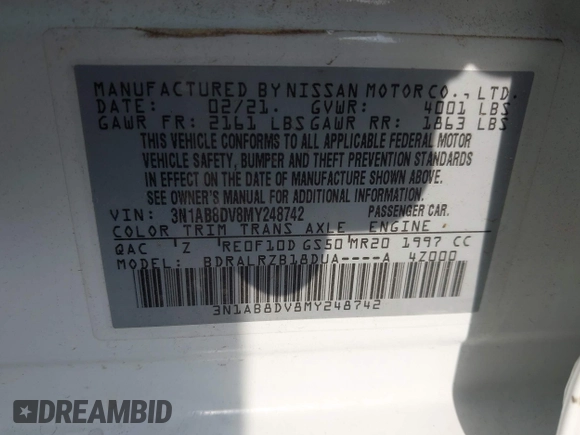 MANUFACTURED BY NISSAN MOTOR CO., LTD.
DATE: 02/21. GVWR: 4001 LBS
GAWR FR: 2161 LBS GAWR RR: 1863 LBS
THIS VEHICLE CONFORMS TO ALL APPLICABLE FEDERAL MOTOR
VEHICLE SAFETY, BUMPER AND THEFT PREVENTION STANDARDS
IN EFFECT ON THE DATE OF MANUFACTURE SHOWN ABOVE.
SEE OWNER'S MANUAL FOR ADDITIONAL INFORMATION.
VIN: 3N1AB8DV8MY248742 PASSENGER CAR.
COLOR TRIM TRANS AXLE ENGINE
QAC Z RE0F10D GS50 MR20 1997 CC
MODEL: BDRALRZB18DUA----A 4Z000
3N1AB8DV8MY248742
DREAMBID